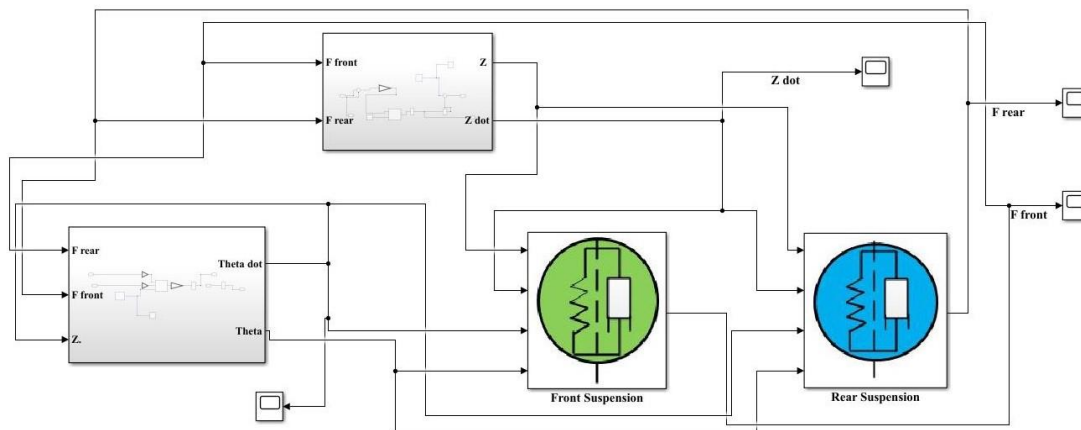 F front
Z
Z dot
F rear
Z dot
F rear
F front
F rear
Theta dot
F front
Theta
Z.
Front Suspension
Rear Suspension